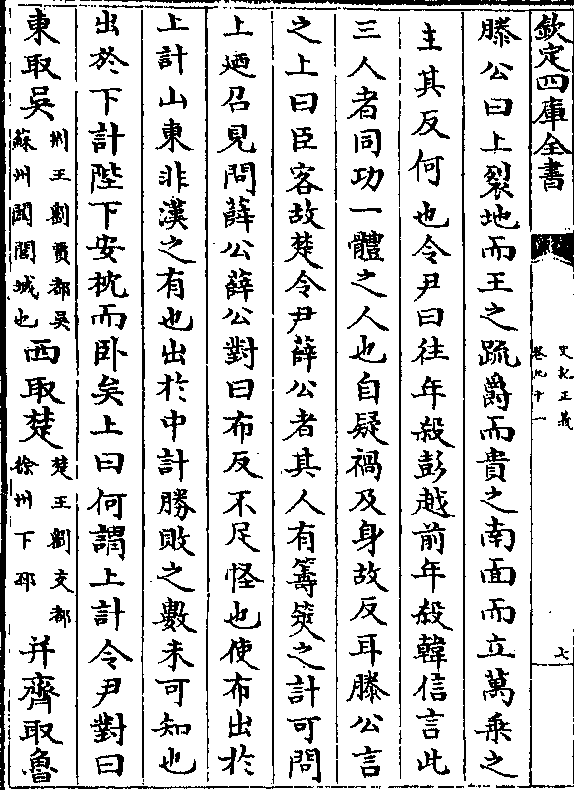 欽定四庫全書
史記正義
卷九十一
七
滕公曰上裂地而王之疏爵而貴之南面而立萬乘之
主其反何也令尹曰往年殺彭越前年殺韓信言此
三人者同功一體之人也自疑禍及身故反耳滕公言
之上曰臣客故楚令尹薛公者其人有籌筴之計可問
上廼召見問薛公薛公對曰布反不足怪也使布出於
上計山東非漢之有也出於中計勝敗之數未可知也
出於下計陛下安枕而卧矣上曰何謂上計令尹對曰
東取吳荆王劉賈都吳蘇州闔閭城也西取楚楚王劉交都徐州下邳并齊取魯